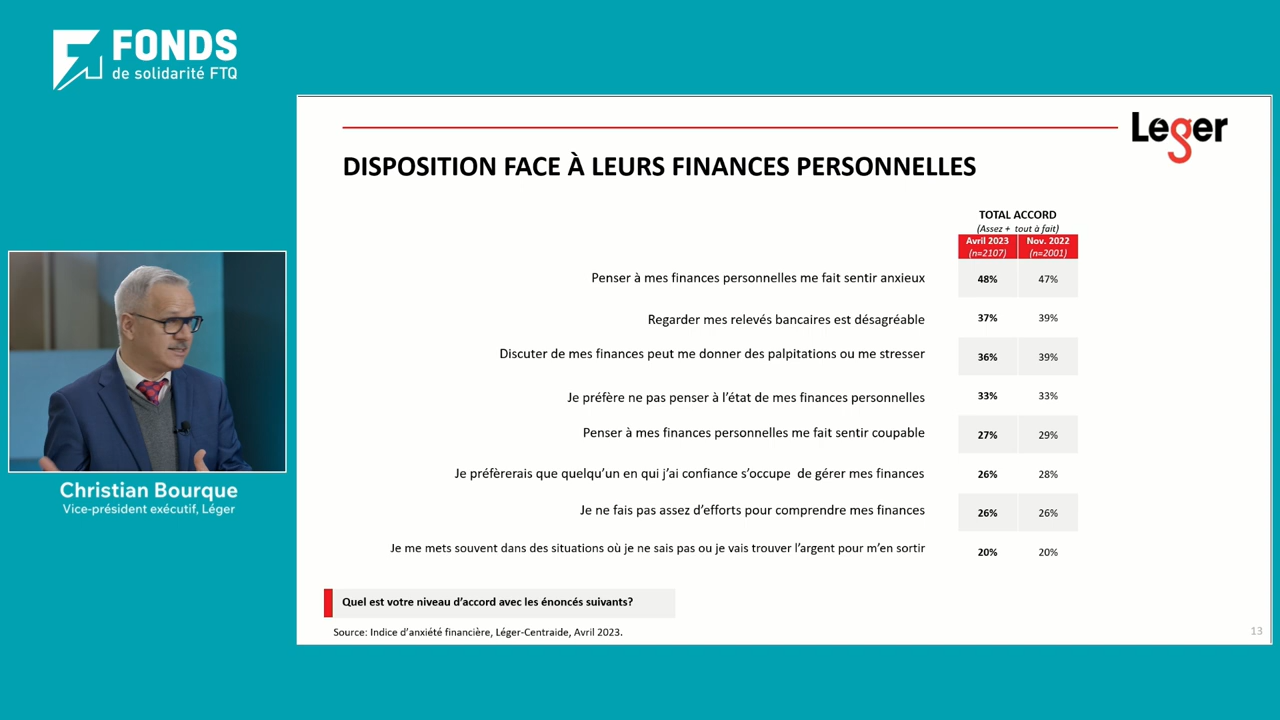 FONDS
de solidarité FTQ
Leger
DISPOSITION FACE À LEURS FINANCES PERSONNELLES
TOTAL ACCORD
(Assez + tout à fait)
Avril 2023 Nov. 2022
(n=2107) (n=2001)
Penser à mes finances personnelles me fait sentir anxieux 48% 47%
Regarder mes relevés bancaires est désagréable 37% 39%
Discuter de mes finances peut me donner des palpitations ou me stresser 36% 39%
Je préfère ne pas penser à l'état de mes finances personnelles 33% 33%
Penser à mes finances personnelles me fait sentir coupable 27% 29%
Je préfèrerais que quelqu'un en qui j'ai confiance s'occupe de gérer mes finances 26% 28%
Je ne fais pas assez d'efforts pour comprendre mes finances 26% 26%
Je me mets souvent dans des situations où je ne sais pas ou je vais trouver l'argent pour m'en sortir 20% 20%
Quel est votre niveau d'accord avec les énoncés suivants?
Source: Indice d'anxiété financière, Léger-Centraide, Avril 2023.
13
Christian Bourque
Vice-président exécutif, Léger